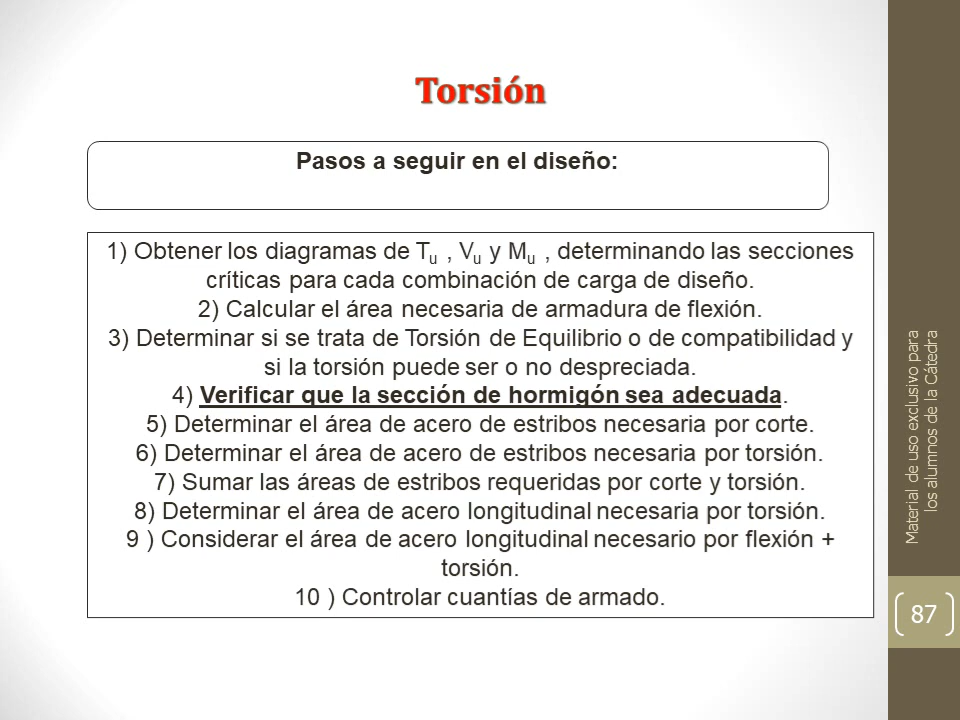 Torsión
Pasos a seguir en el diseño:
1) Obtener los diagramas de Tu , Vu y Mu , determinando las secciones
críticas para cada combinación de carga de diseño.
2) Calcular el área necesaria de armadura de flexión.
3) Determinar si se trata de Torsión de Equilibrio o de compatibilidad y
si la torsión puede ser o no despreciada.
4) Verificar que la sección de hormigón sea adecuada.
5) Determinar el área de acero de estribos necesaria por corte.
6) Determinar el área de acero de estribos necesaria por torsión.
7) Sumar las áreas de estribos requeridas por corte y torsión.
8) Determinar el área de acero longitudinal necesaria por torsión.
9 ) Considerar el área de acero longitudinal necesario por flexión +
torsión.
10 ) Controlar cuantías de armado.
Material de uso exclusivo para
los alumnos de la Cátedra
87